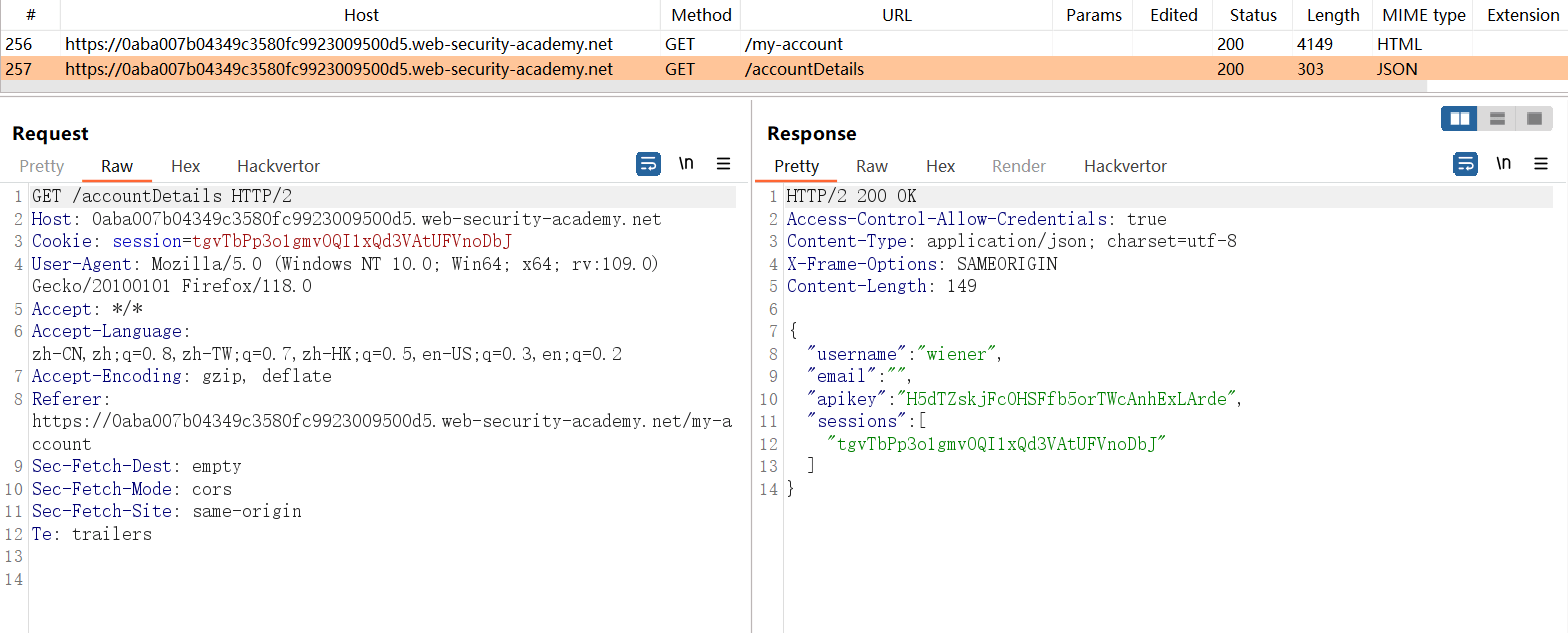 # Host Method URL Params Edited Status Length MIME type Extension
256 https://0aba007b04349c3580fc9923009500d5.web-security-academy.net GET /my-account 200 4149 HTML
257 https://0aba007b04349c3580fc9923009500d5.web-security-academy.net GET /accountDetails 200 303 JSON
Request
Pretty Raw Hex Hackvertor \n
1 GET /accountDetails HTTP/2
2 Host: 0aba007b04349c3580fc9923009500d5.web-security-academy.net
3 Cookie: session=tgvTbPp3o1gmvOQI1xQd3VAtUFVnoDbJ
4 User-Agent: Mozilla/5.0 (Windows NT 10.0; Win64; x64; rv:109.0)
Gecko/20100101 Firefox/118.0
5 Accept: */*
6 Accept-Language:
zh-CN,zh;q=0.8,zh-TW;q=0.7,zh-HK;q=0.5,en-US;q=0.3,en;q=0.2
7 Accept-Encoding: gzip, deflate
8 Referer:
https://0aba007b04349c3580fc9923009500d5.web-security-academy.net/my-a
ccount
9 Sec-Fetch-Dest: empty
10 Sec-Fetch-Mode: cors
11 Sec-Fetch-Site: same-origin
12 Te: trailers
13
14
Response
Pretty Raw Hex Render Hackvertor \n
1 HTTP/2 200 OK
2 Access-Control-Allow-Credentials: true
3 Content-Type: application/json; charset=utf-8
4 X-Frame-Options: SAMEORIGIN
5 Content-Length: 149
6
7 {
8 "username":"wiener",
9 "email":"",
10 "apikey":"H5dTZskjFcOHSFfb5orTWcAnhExLArde",
11 "sessions":[
12 "tgvTbPp3o1gmvOQI1xQd3VAtUFVnoDbJ"
13 ]
14 }